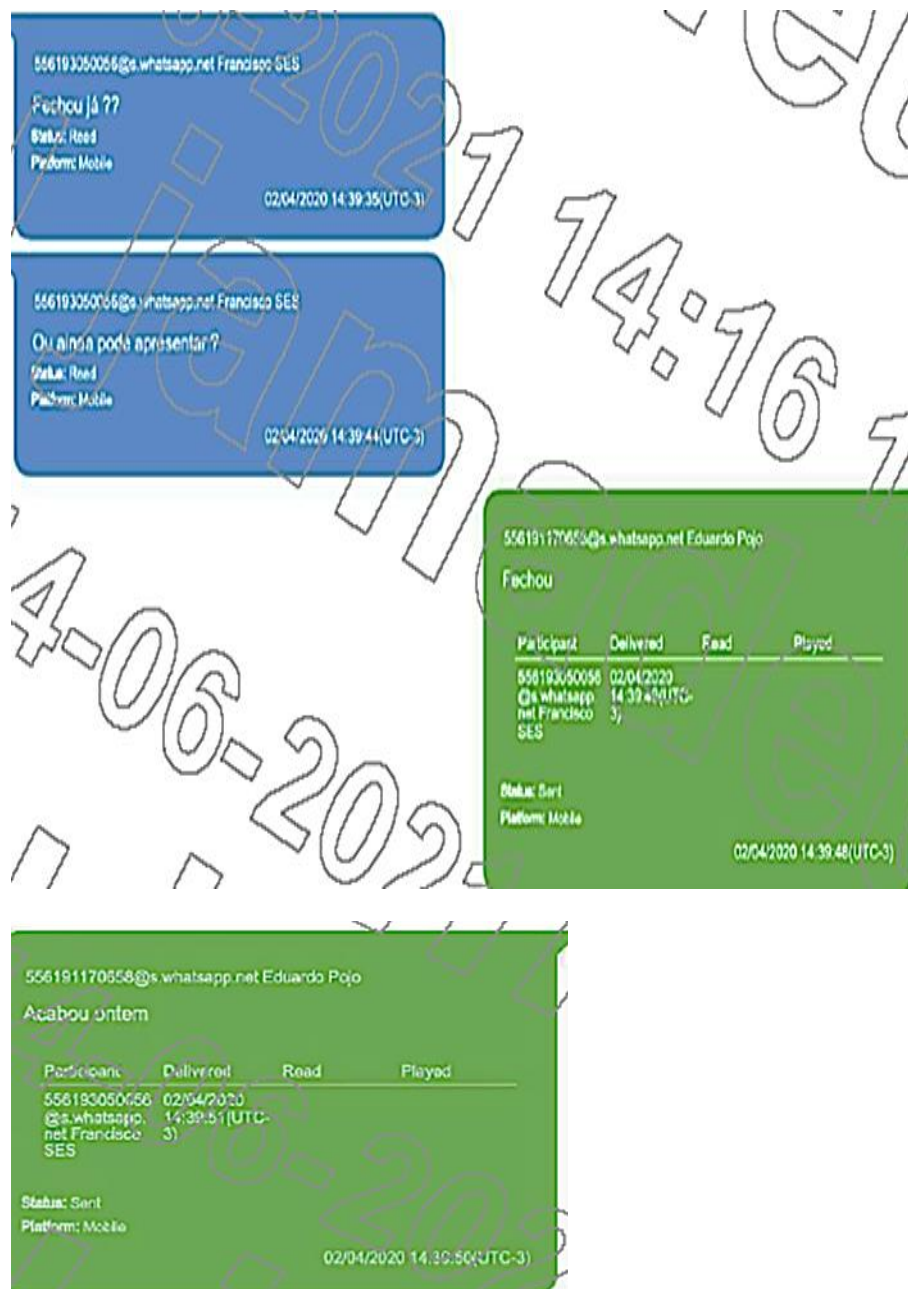 556193050056@s.whatsapp.net Francisco SES
Fechou já ??
Status: Read
Platform: Mobile
02/04/2020 14:39:35(UTC-3)
556193050056@s.whatsapp.net Francisco SES
Ou ainda pode apresentar ?
Status: Read
Platform: Mobile
02/04/2020 14:39:44(UTC-3)
556191170658@s.whatsapp.net Eduardo Pojo
Fechou
Participant Delivered Read Played
556193050056 02/04/2020
@s.whatsapp. 14:39:49(UTC-
net Francisco 3)
SES
Status: Sent
Platform: Mobile
02/04/2020 14:39:48(UTC-3)
556191170658@s.whatsapp.net Eduardo Pojo
Acabou ontem
Participant Delivered Read Played
556193050056 02/04/2020
@s.whatsapp. 14:39:51(UTC-
net Francisco 3)
SES
Status: Sent
Platform: Mobile
02/04/2020 14:39:50(UTC-3)
14:16
4-06-202